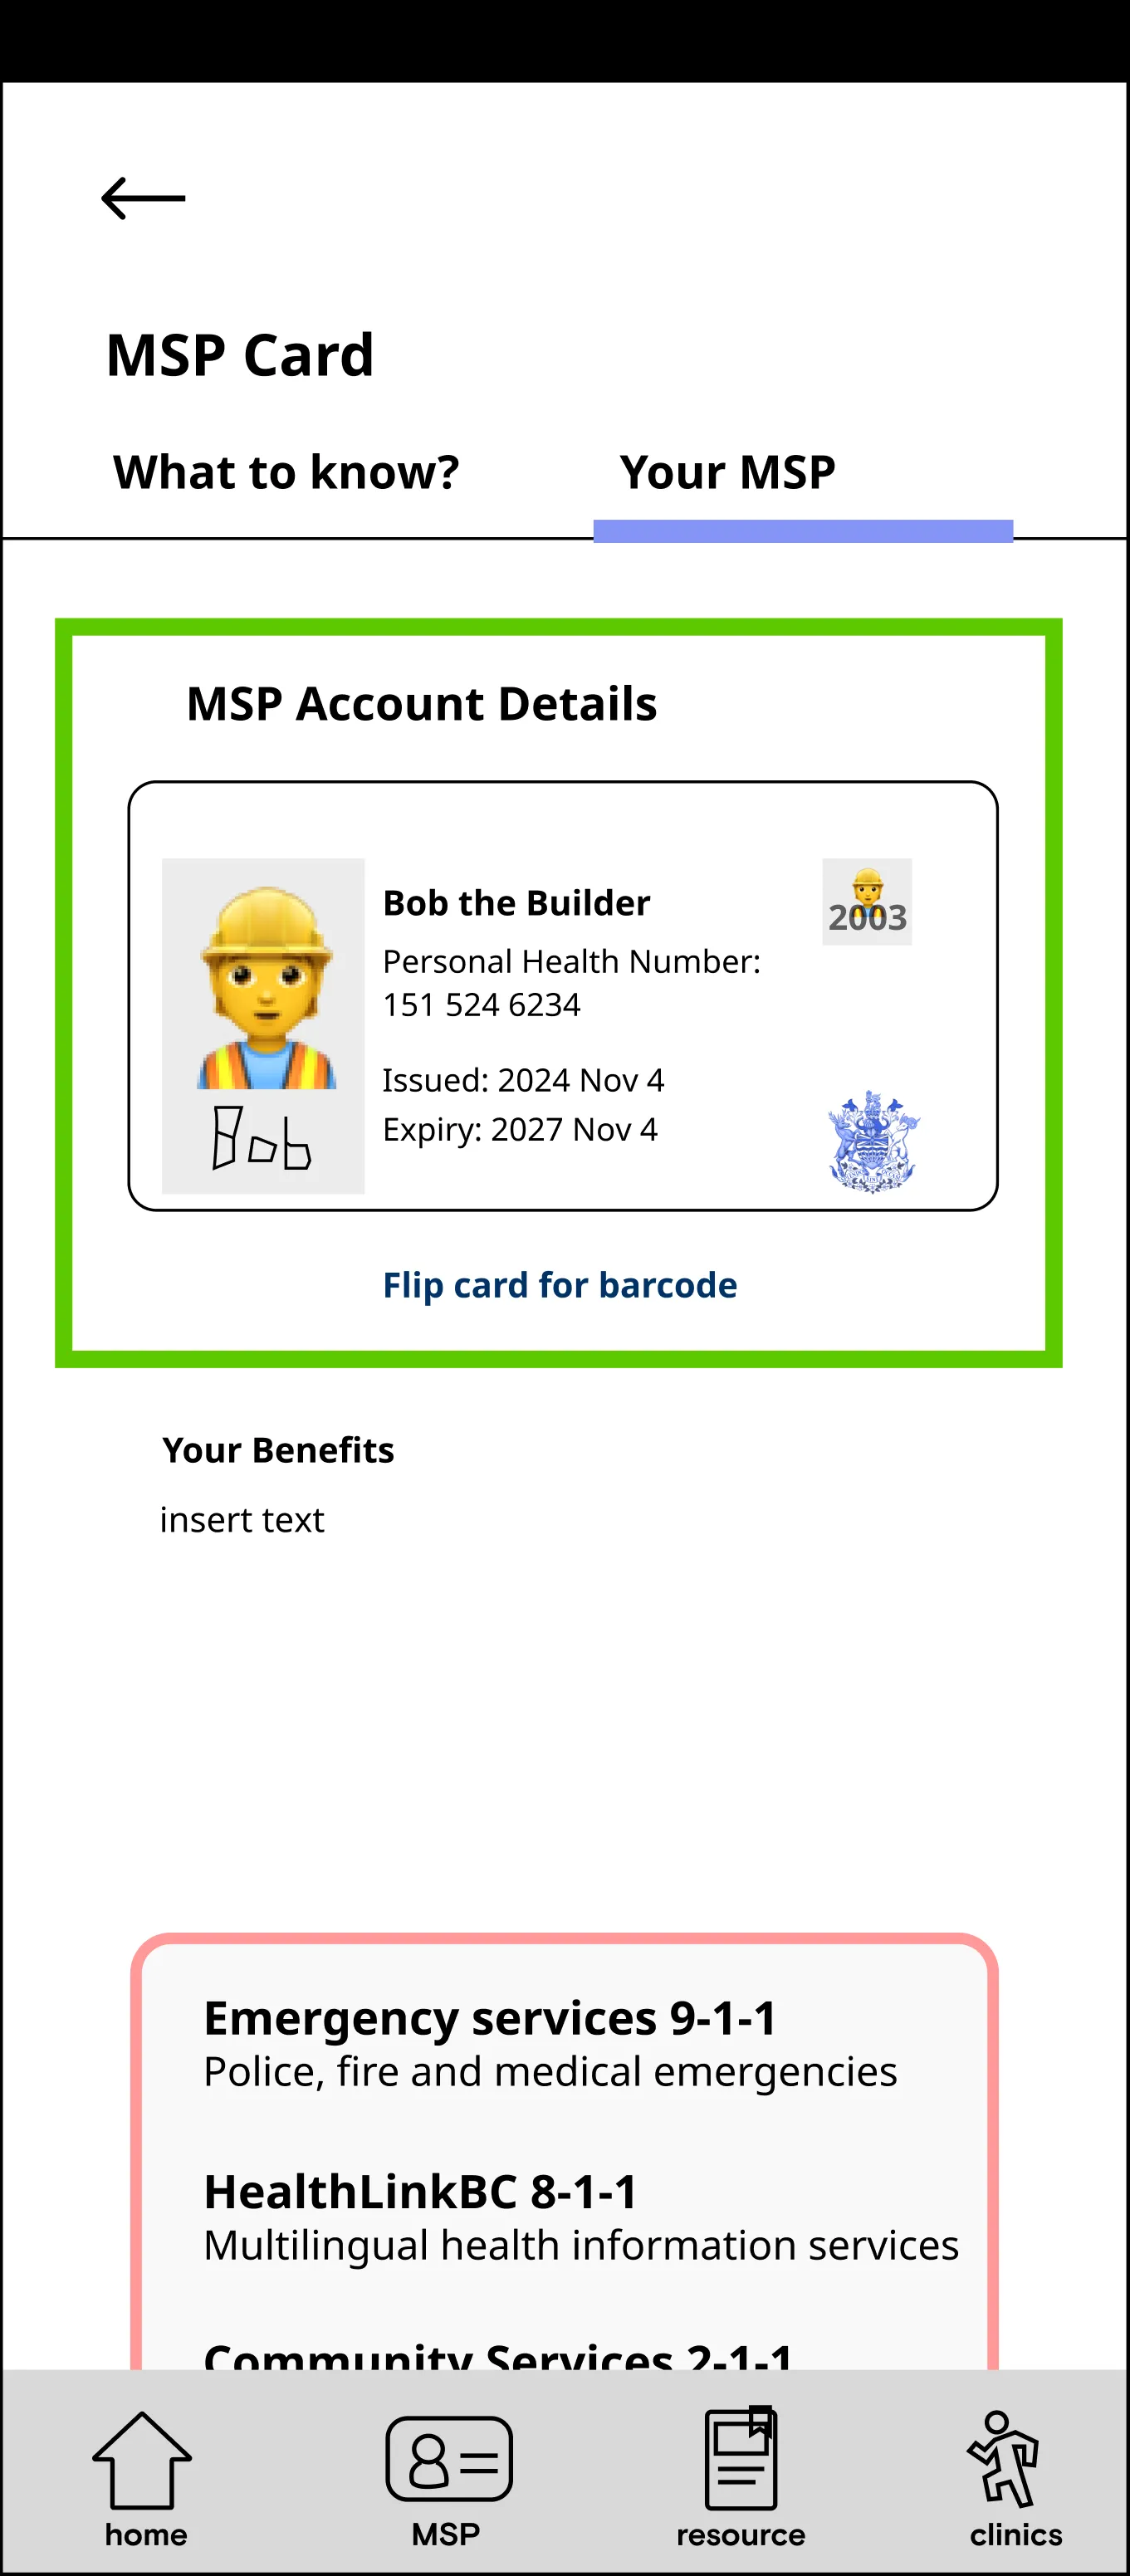 MSP Card
What to know? Your MSP
MSP Account Details
Bob the Builder
2003
Personal Health Number:
151 524 6234
Issued: 2024 Nov 4
Expiry: 2027 Nov 4
Bob
Flip card for barcode
Your Benefits
insert text
Emergency services 9-1-1
Police, fire and medical emergencies
HealthLinkBC 8-1-1
Multilingual health information services
Community Services 2-1-1
home MSP resource clinics